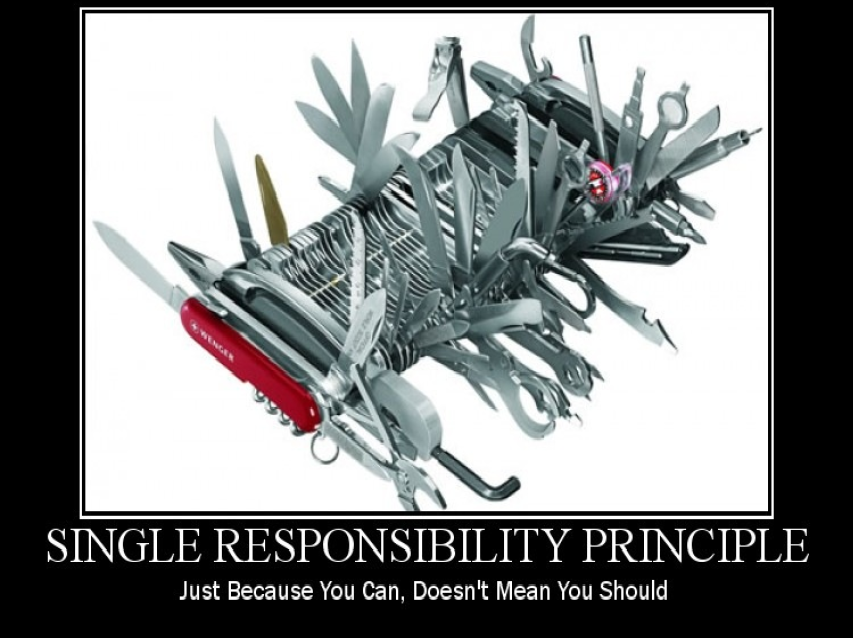 WENGER
SINGLE RESPONSIBILITY PRINCIPLE
Just Because You Can, Doesn't Mean You Should